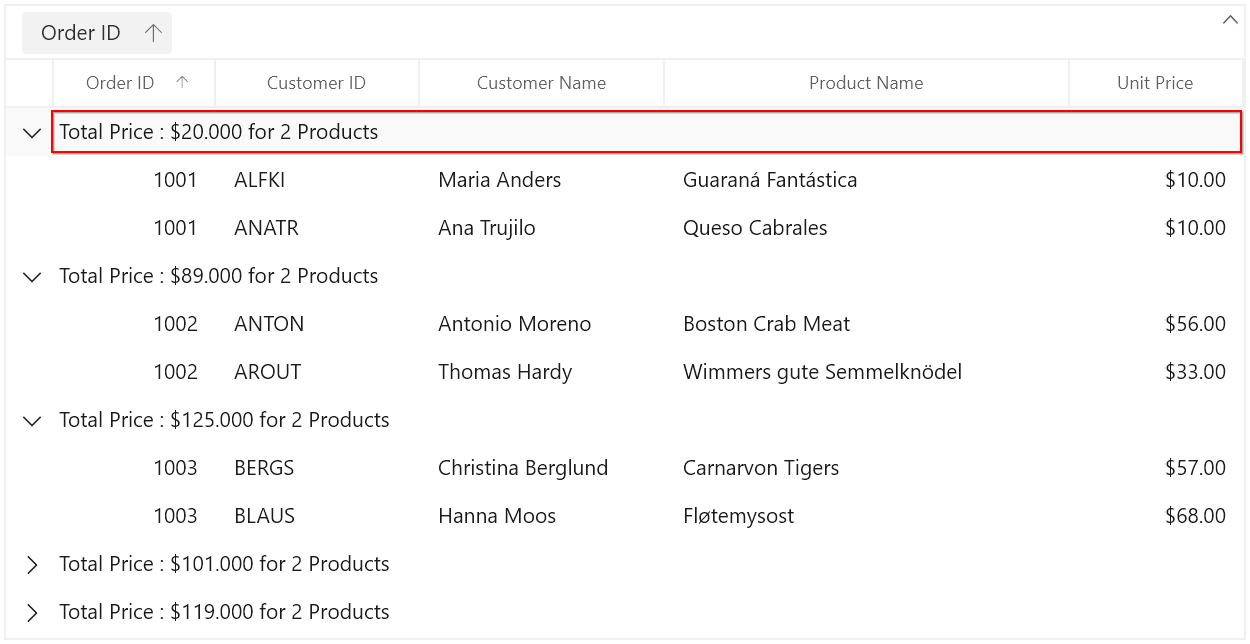 Order ID
Order ID Customer ID Customer Name Product Name Unit Price
Total Price : $20.000 for 2 Products
1001 ALFKI Maria Anders Guaraná Fantástica $10.00
1001 ANATR Ana Trujilo Queso Cabrales $10.00
Total Price : $89.000 for 2 Products
1002 ANTON Antonio Moreno Boston Crab Meat $56.00
1002 AROUT Thomas Hardy Wimmers gute Semmelknödel $33.00
Total Price : $125.000 for 2 Products
1003 BERGS Christina Berglund Carnarvon Tigers $57.00
1003 BLAUS Hanna Moos Fløtemysost $68.00
Total Price : $101.000 for 2 Products
Total Price : $119.000 for 2 Products